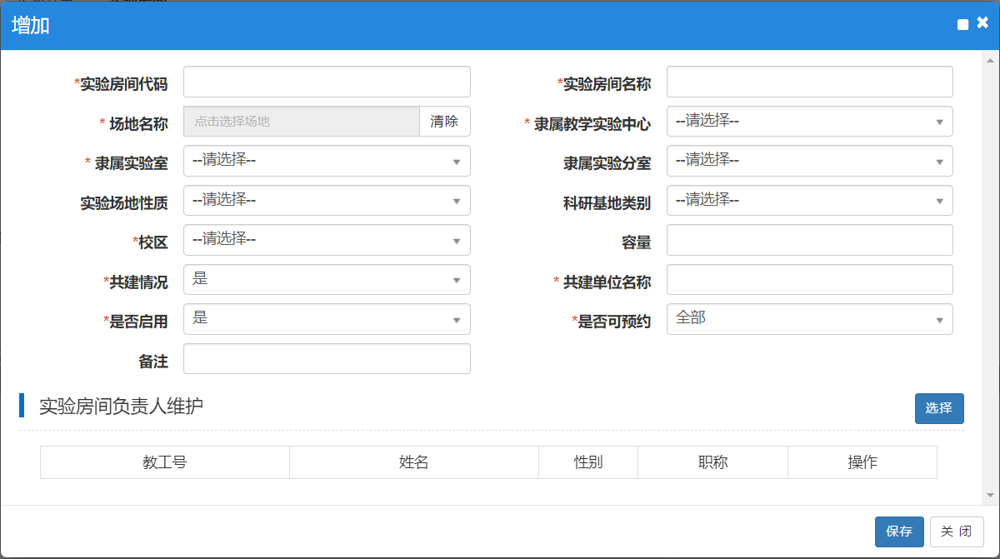 增加
*实验房间代码
*实验房间名称
* 场地名称 点击选择场地 清除
* 隶属教学实验中心 --请选择--
* 隶属实验室 --请选择--
隶属实验分室 --请选择--
实验场地性质 --请选择--
科研基地类别 --请选择--
*校区 --请选择--
容量
*共建情况 是
* 共建单位名称
*是否启用 是
*是否可预约 全部
备注
实验房间负责人维护 选择
教工号 姓名 性别 职称 操作
保存 关 闭